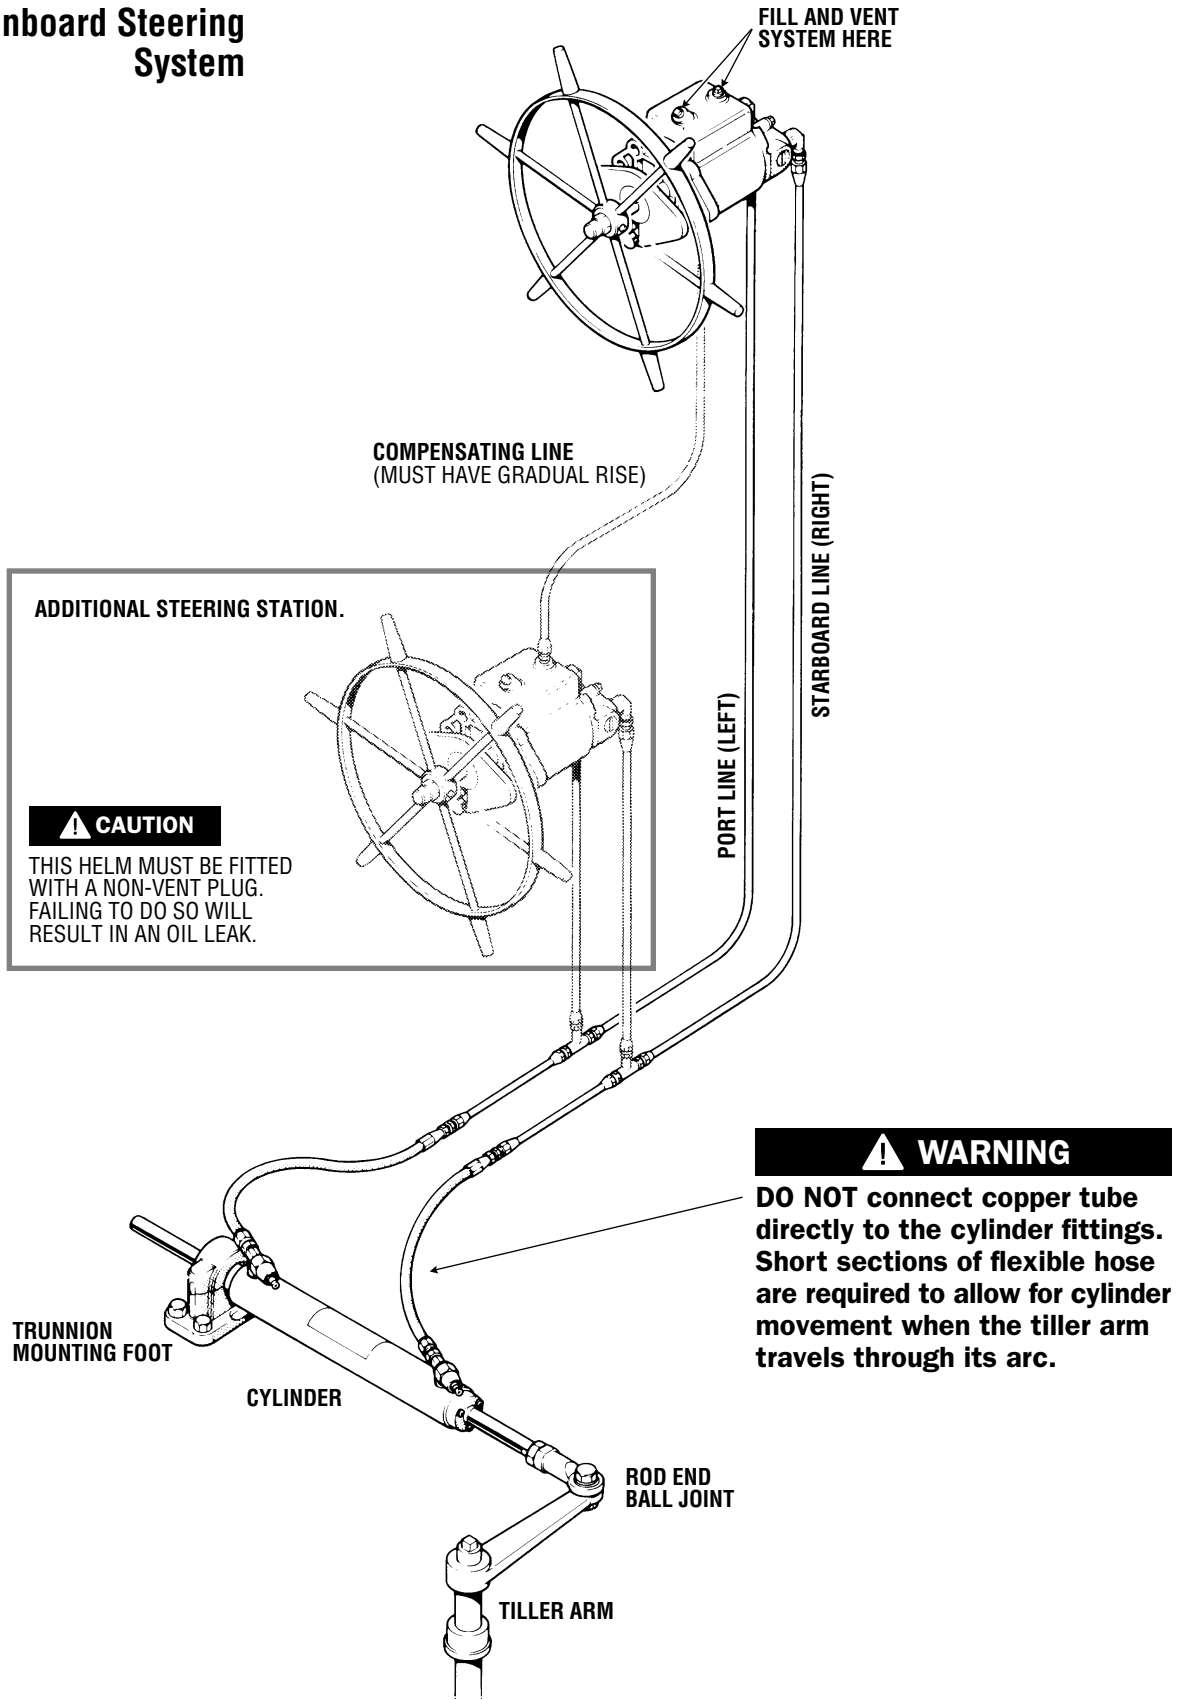 nboard Steering
System
FILL AND VENT
SYSTEM HERE
COMPENSATING LINE
(MUST HAVE GRADUAL RISE)
STARBOARD LINE (RIGHT)
PORT LINE (LEFT)
ADDITIONAL STEERING STATION.
CAUTION
THIS HELM MUST BE FITTED
WITH A NON-VENT PLUG.
FAILING TO DO SO WILL
RESULT IN AN OIL LEAK.
WARNING
DO NOT connect copper tube
directly to the cylinder fittings.
Short sections of flexible hose
are required to allow for cylinder
movement when the tiller arm
travels through its arc.
TRUNNION
MOUNTING FOOT
CYLINDER
ROD END
BALL JOINT
TILLER ARM